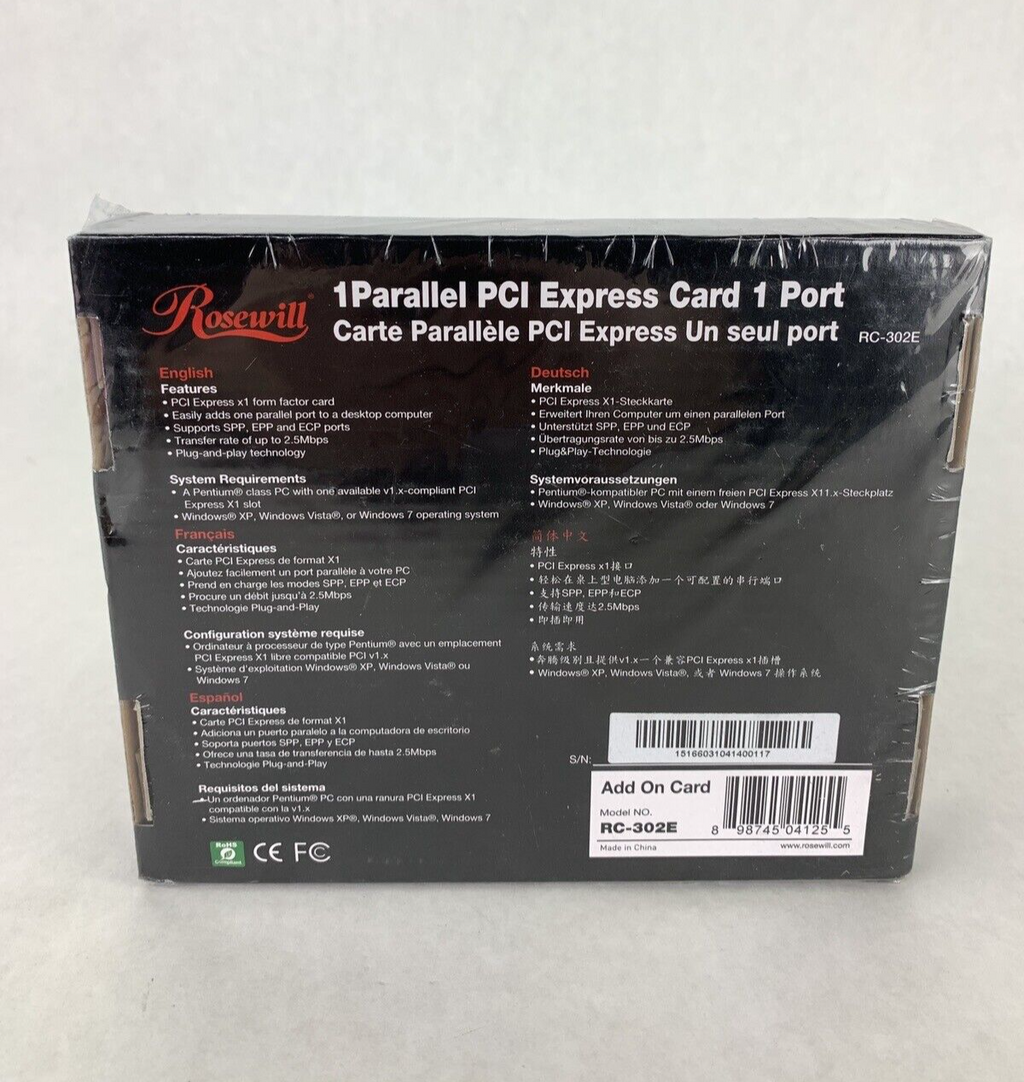 Rosewill®
1Parallel PCI Express Card 1 Port
Carte Parallèle PCI Express Un seul port RC-302E
English
Features
• PCI Express x1 form factor card
• Easily adds one parallel port to a desktop computer
• Supports SPP, EPP and ECP ports
• Transfer rate of up to 2.5Mbps
• Plug-and-play technology
System Requirements
• A Pentium® class PC with one available v1.x-compliant PCI
Express X1 slot
• Windows® XP, Windows Vista®, or Windows 7 operating system
Français
Caractéristiques
• Carte PCI Express de format X1
• Ajoutez facilement un port parallèle à votre PC
• Prend en charge les modes SPP, EPP et ECP
• Procure un débit jusqu'à 2.5Mbps
• Technologie Plug-and-Play
Configuration système requise
• Ordinateur à processeur de type Pentium® avec un emplacement
PCI Express X1 libre compatible PCI v1.x
• Système d'exploitation Windows® XP, Windows Vista® ou
Windows 7
Español
Caractéristiques
• Carte PCI Express de format X1
• Adiciona un puerto paralelo a la computadora de escritorio
• Soporta puertos SPP, EPP y ECP
• Ofrece una tasa de transferencia de hasta 2.5Mbps
• Technologie Plug-and-Play
Requisitos del sistema
• Un ordenador Pentium® PC con una ranura PCI Express X1
compatible con la v1.x
• Sistema operativo Windows XP®, Windows Vista®, Windows 7
RoHS
Compliant
CE FC
Deutsch
Merkmale
• PCI Express X1-Steckkarte
• Erweitert Ihren Computer um einen parallelen Port
• Unterstützt SPP, EPP und ECP
• Übertragungsrate von bis zu 2.5Mbps
• Plug&Play-Technologie
Systemvoraussetzungen
• Pentium®-kompatibler PC mit einem freien PCI Express X11.x-Steckplatz
• Windows® XP, Windows Vista® oder Windows 7
简体中文
特性
• PCI Express x1接口
• 轻松在桌上型电脑添加一个可配置的串行端口
• 支持SPP, EPP和ECP
• 传输速度达2.5Mbps
• 即插即用
系统需求
• 奔腾级别且提供v1.x一个兼容PCI Express x1插槽
• Windows® XP, Windows Vista®, 或者 Windows 7 操作系统
S/N:
15166031041400117
Add On Card
Model NO.
RC-302E
8 98745 04125 5
Made in China www.rosewill.com